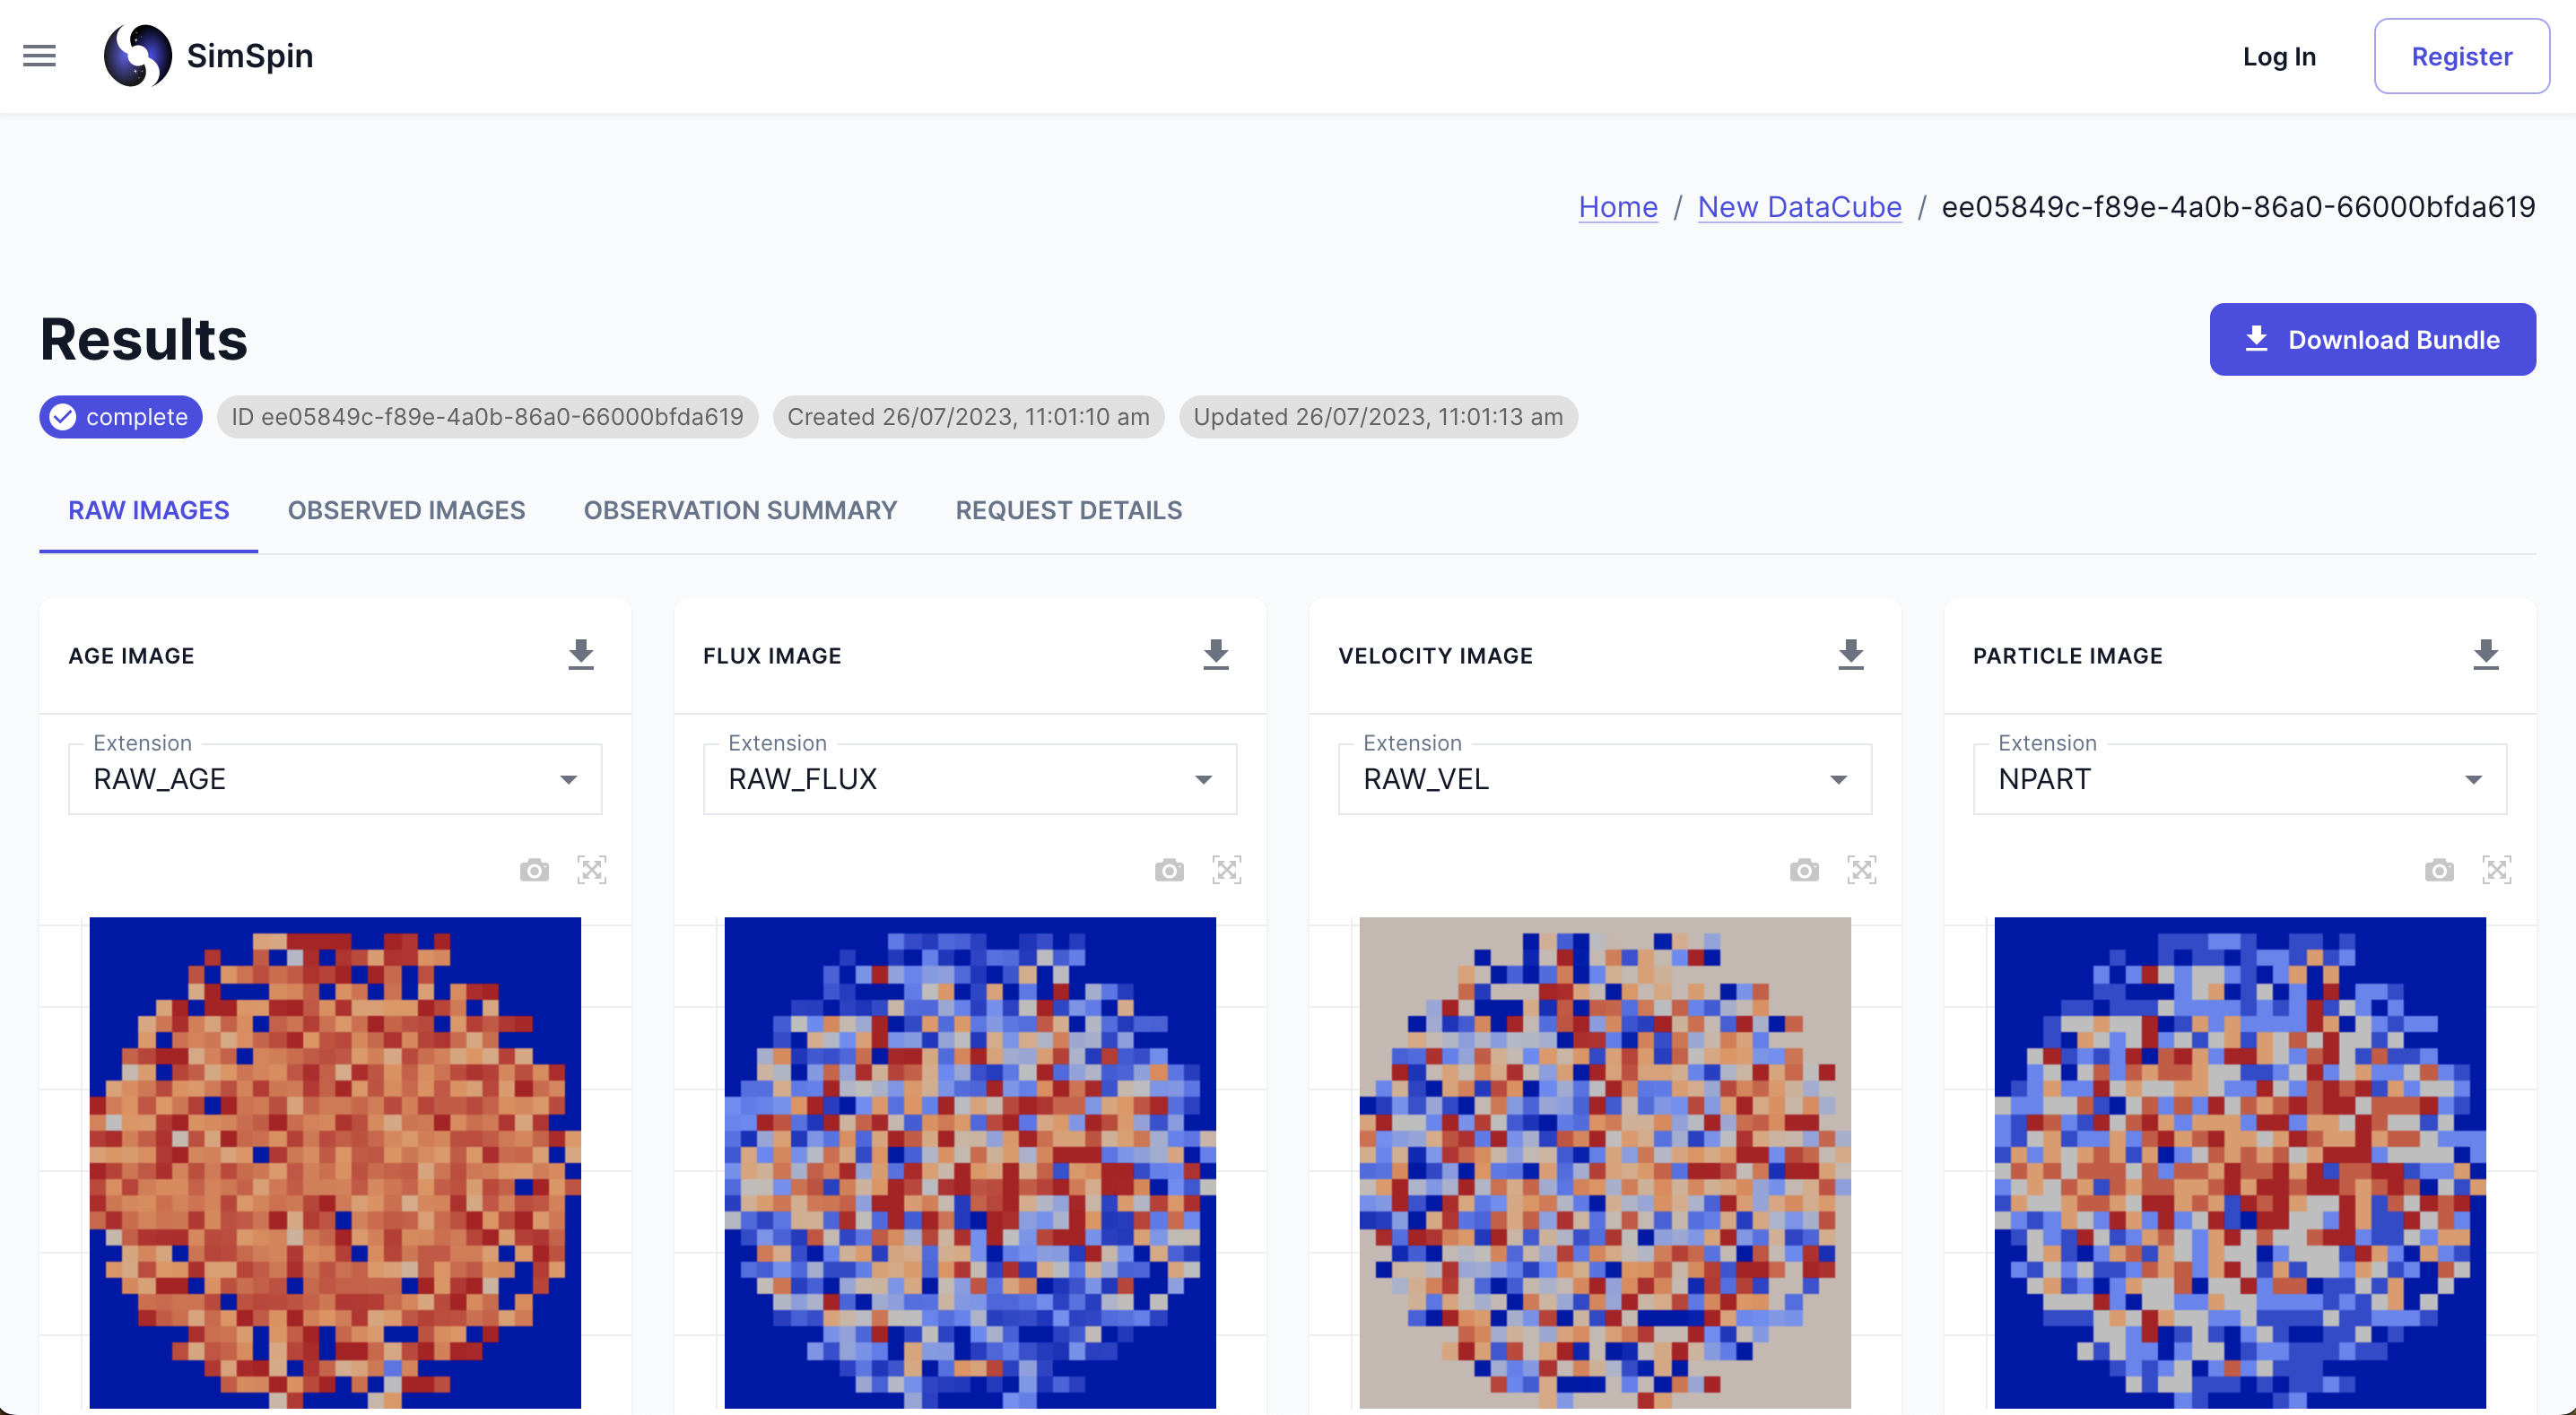 SimSpin
Log In
Register
Home / New DataCube / ee05849c-f89e-4a0b-86a0-66000bfda619
Results
Download Bundle
complete
ID ee05849c-f89e-4a0b-86a0-66000bfda619
Created 26/07/2023, 11:01:10 am
Updated 26/07/2023, 11:01:13 am
RAW IMAGES
OBSERVED IMAGES
OBSERVATION SUMMARY
REQUEST DETAILS
AGE IMAGE
Extension
RAW_AGE
FLUX IMAGE
Extension
RAW_FLUX
VELOCITY IMAGE
Extension
RAW_VEL
PARTICLE IMAGE
Extension
NPART